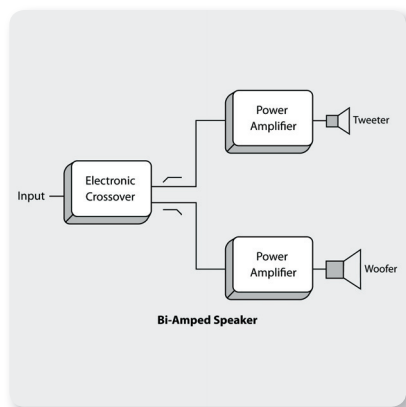 Power
Amplifier
Tweeter
Electronic
Crossover
Input
Power
Amplifier
Woofer
Bi-Amped Speaker